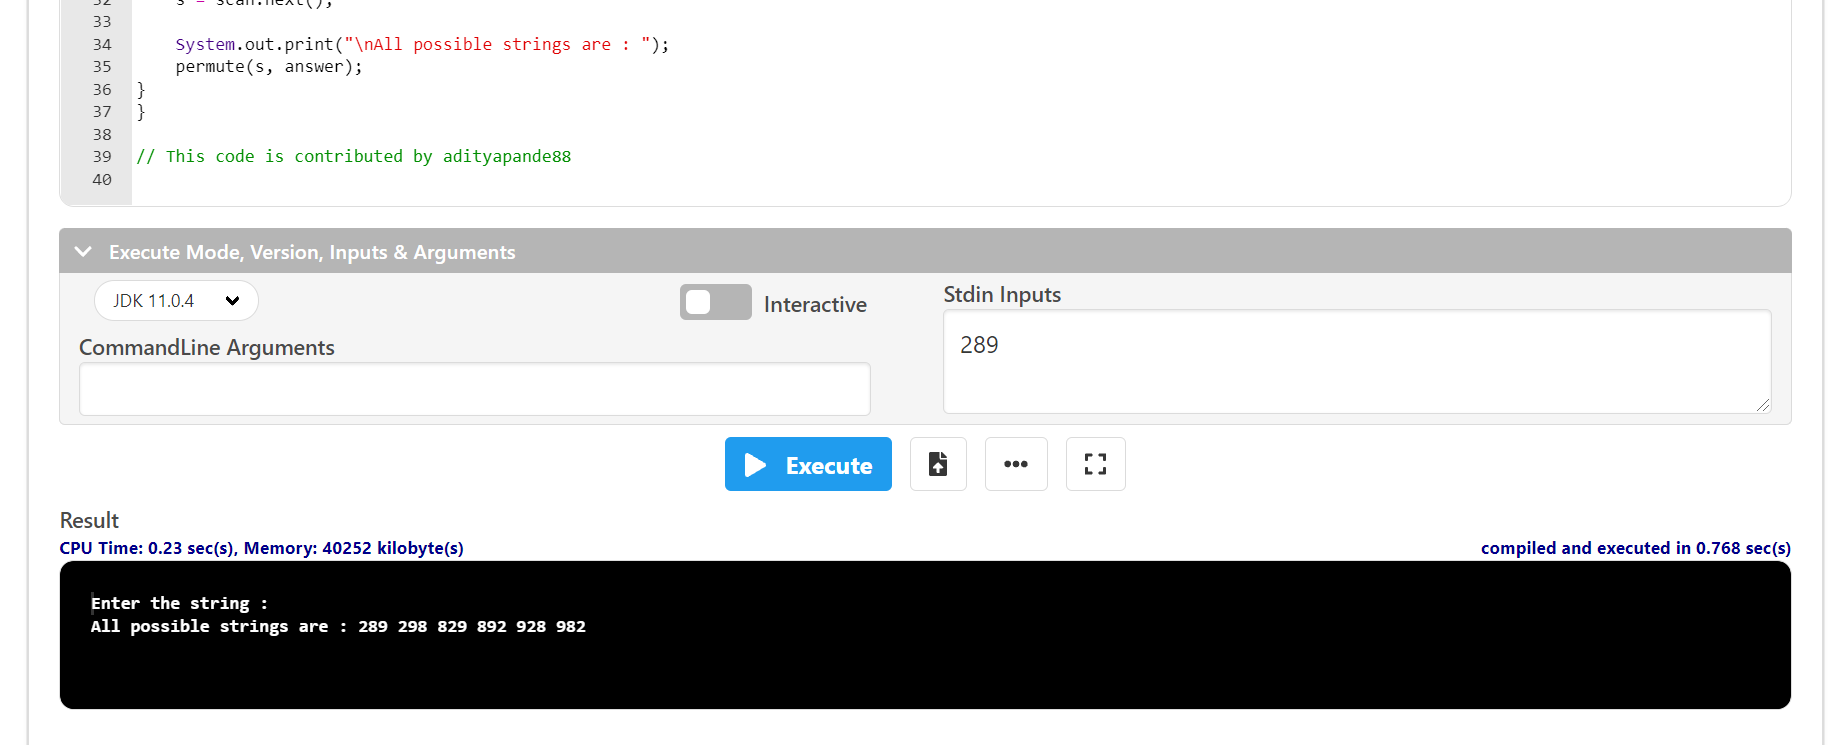 32    s = scan.next();
33
34    System.out.print("\nAll possible strings are : ");
35    permute(s, answer);
36 }
37 }
38
39 // This code is contributed by adityapande88
40
Execute Mode, Version, Inputs & Arguments
JDK 11.0.4
Interactive
Stdin Inputs
289
CommandLine Arguments
Execute
Result
CPU Time: 0.23 sec(s), Memory: 40252 kilobyte(s)
compiled and executed in 0.768 sec(s)
Enter the string :
All possible strings are : 289 298 829 892 928 982